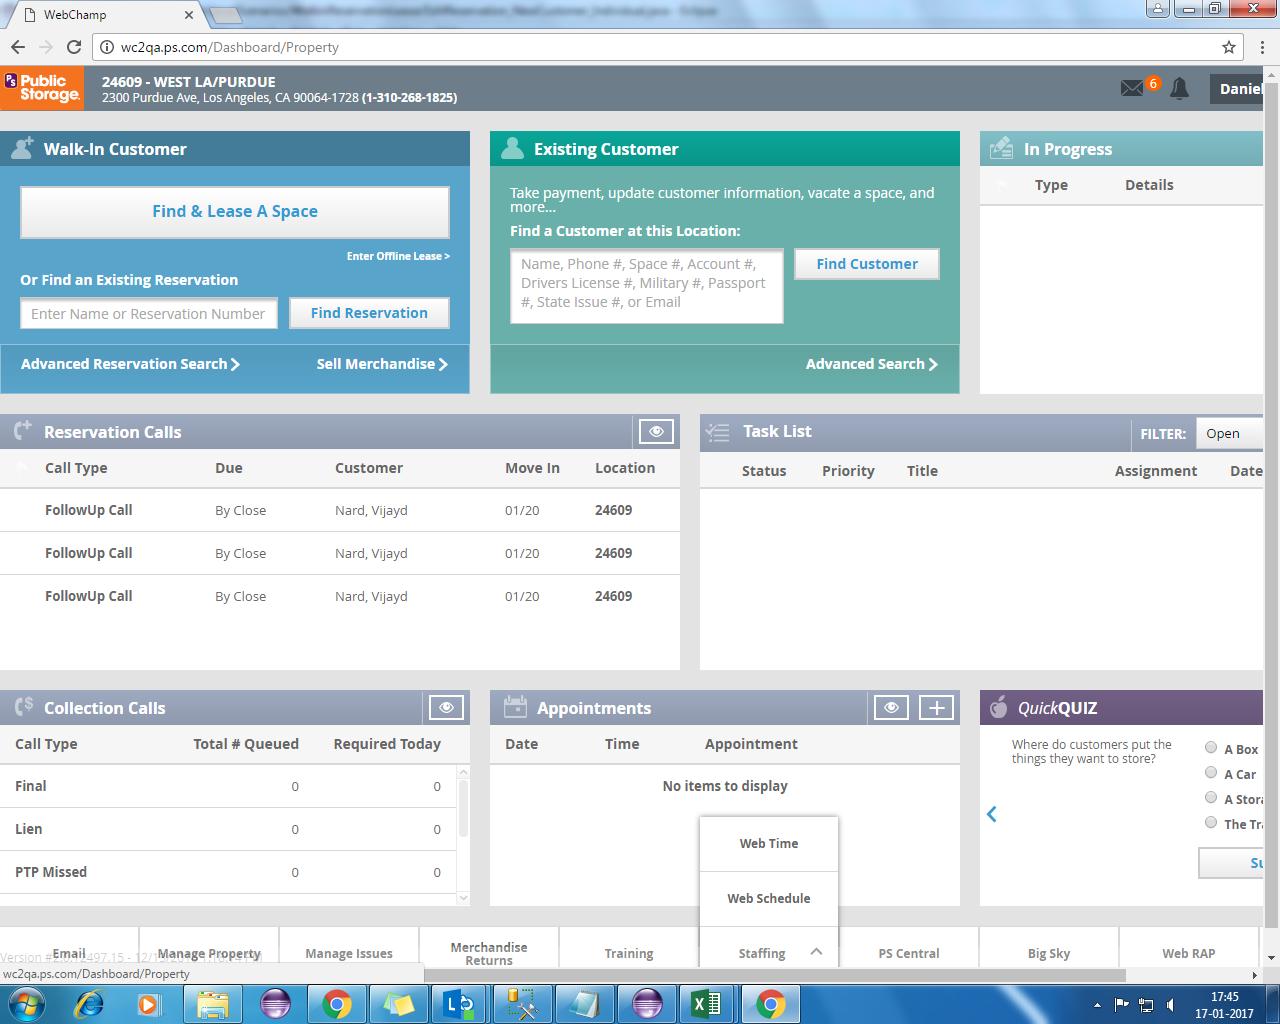 WebChamp
wc2qa.ps.com/Dashboard/Property
PS Public Storage.
24609 - WEST LA/PURDUE
2300 Purdue Ave, Los Angeles, CA 90064-1728 (1-310-268-1825)
6
Daniel
Walk-In Customer
Find & Lease A Space
Enter Offline Lease >
Or Find an Existing Reservation
Enter Name or Reservation Number
Find Reservation
Advanced Reservation Search
Sell Merchandise
Existing Customer
Take payment, update customer information, vacate a space, and
more...
Find a Customer at this Location:
Name, Phone #, Space #, Account #,
Drivers License #, Military #, Passport
#, State Issue #, or Email
Find Customer
Advanced Search
In Progress
Type Details
Reservation Calls
Call Type Due Customer Move In Location
FollowUp Call By Close Nard, Vijayd 01/20 24609
FollowUp Call By Close Nard, Vijayd 01/20 24609
FollowUp Call By Close Nard, Vijayd 01/20 24609
Task List
FILTER: Open
Status Priority Title Assignment Date
Collection Calls
Call Type Total # Queued Required Today
Final 0 0
Lien 0 0
PTP Missed 0 0
Appointments
Date Time Appointment
No items to display
QuickQUIZ
Where do customers put the
things they want to store?
A Box
A Car
A Stora
The Tra
Su
Web Time
Web Schedule
Email
Manage Property
Manage Issues
Merchandise
Returns
Training
Staffing
PS Central
Big Sky
Web RAP
wc2qa.ps.com/Dashboard/Property
17:45
17-01-2017